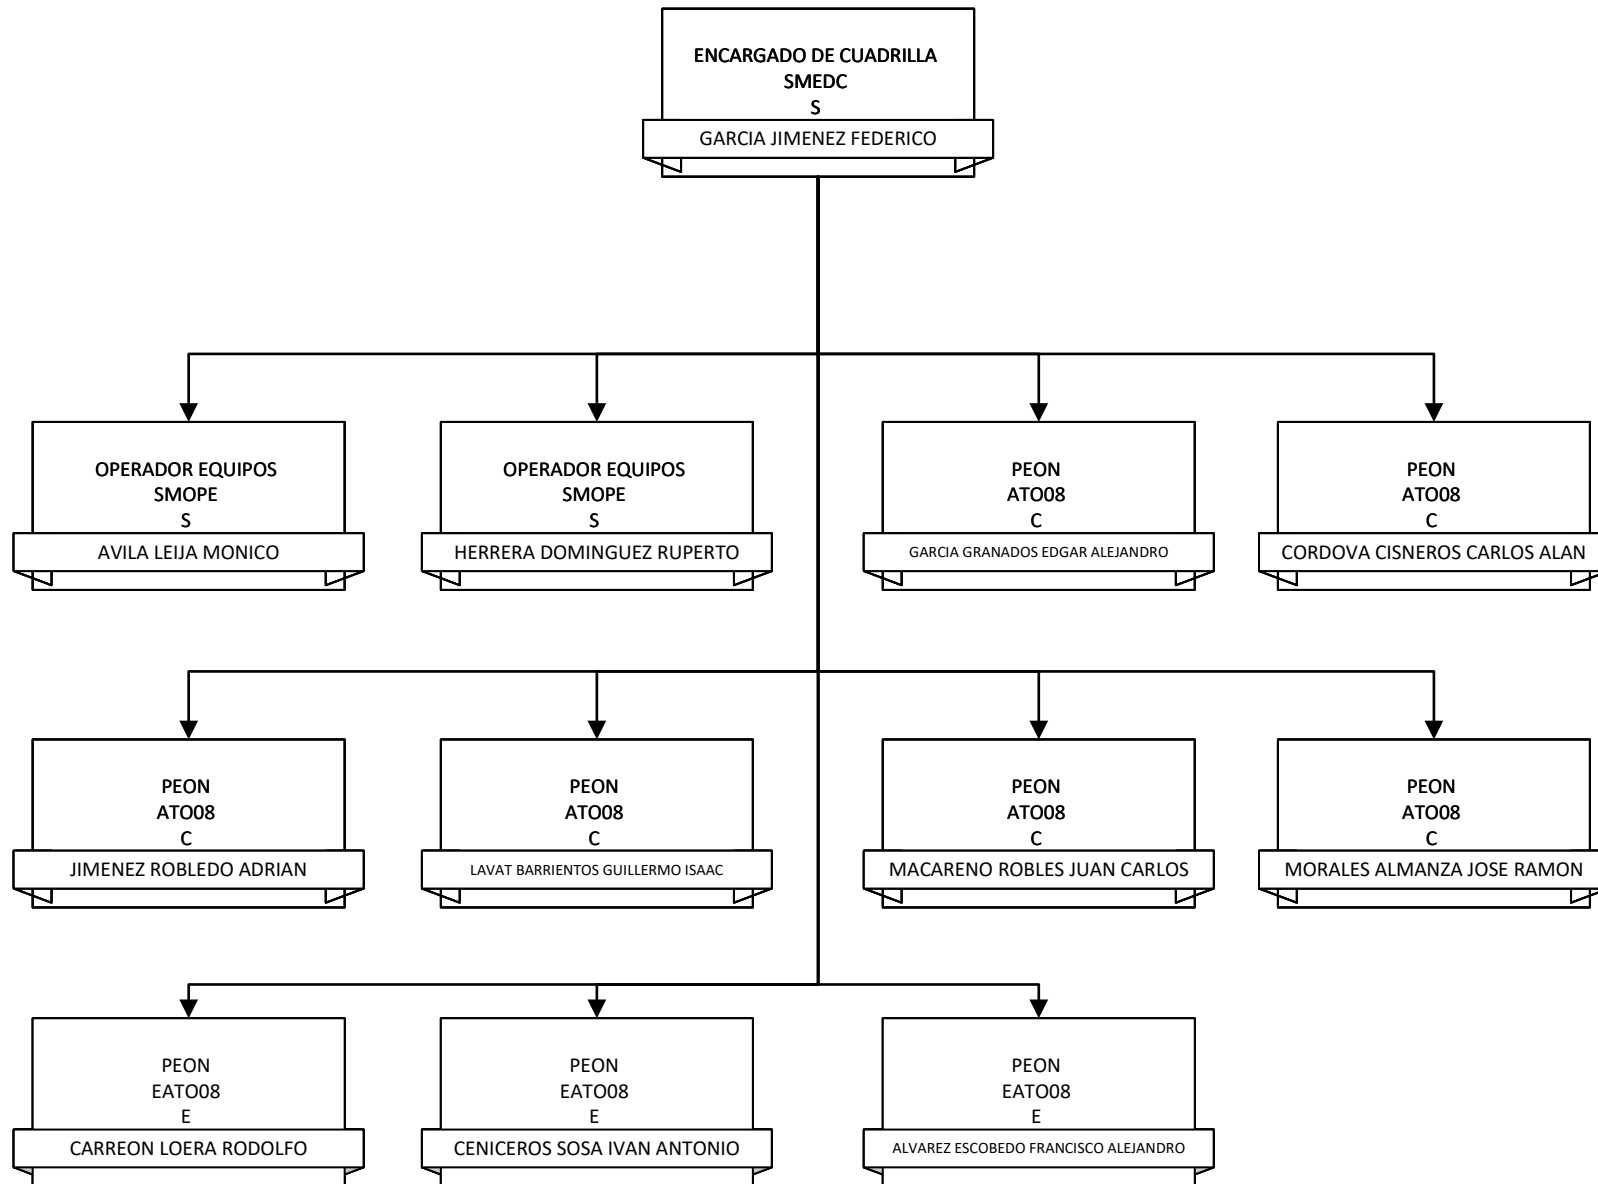 ENCARGADO DE CUADRILLA
SMEDC
S
GARCIA JIMENEZ FEDERICO
OPERADOR EQUIPOS
SMOPE
S
AVILA LEIJA MONICO
OPERADOR EQUIPOS
SMOPE
S
HERRERA DOMINGUEZ RUPERTO
PEON
ATO08
C
GARCIA GRANADOS EDGAR ALEJANDRO
PEON
ATO08
C
CORDOVA CISNEROS CARLOS ALAN
PEON
ATO08
C
JIMENEZ ROBLEDO ADRIAN
PEON
ATO08
C
LAVAT BARRIENTOS GUILLERMO ISAAC
PEON
ATO08
C
MACARENO ROBLES JUAN CARLOS
PEON
ATO08
C
MORALES ALMANZA JOSE RAMON
PEON
EATO08
E
CARREON LOERA RODOLFO
PEON
EATO08
E
CENICEROS SOSA IVAN ANTONIO
PEON
EATO08
E
ALVAREZ ESCOBEDO FRANCISCO ALEJANDRO